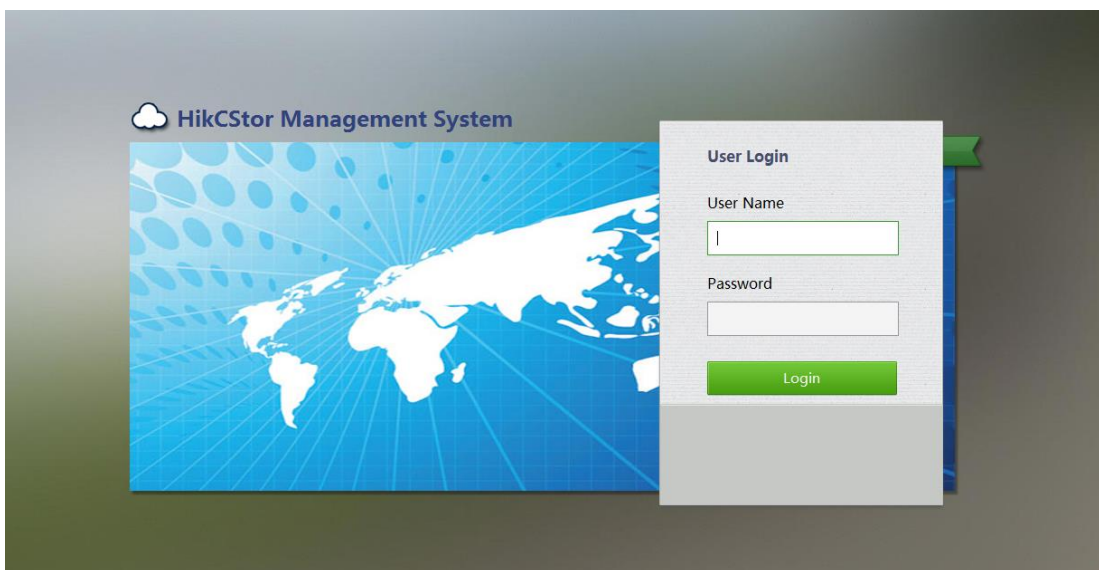 HikCStor Management System
User Login
User Name
Password
Login